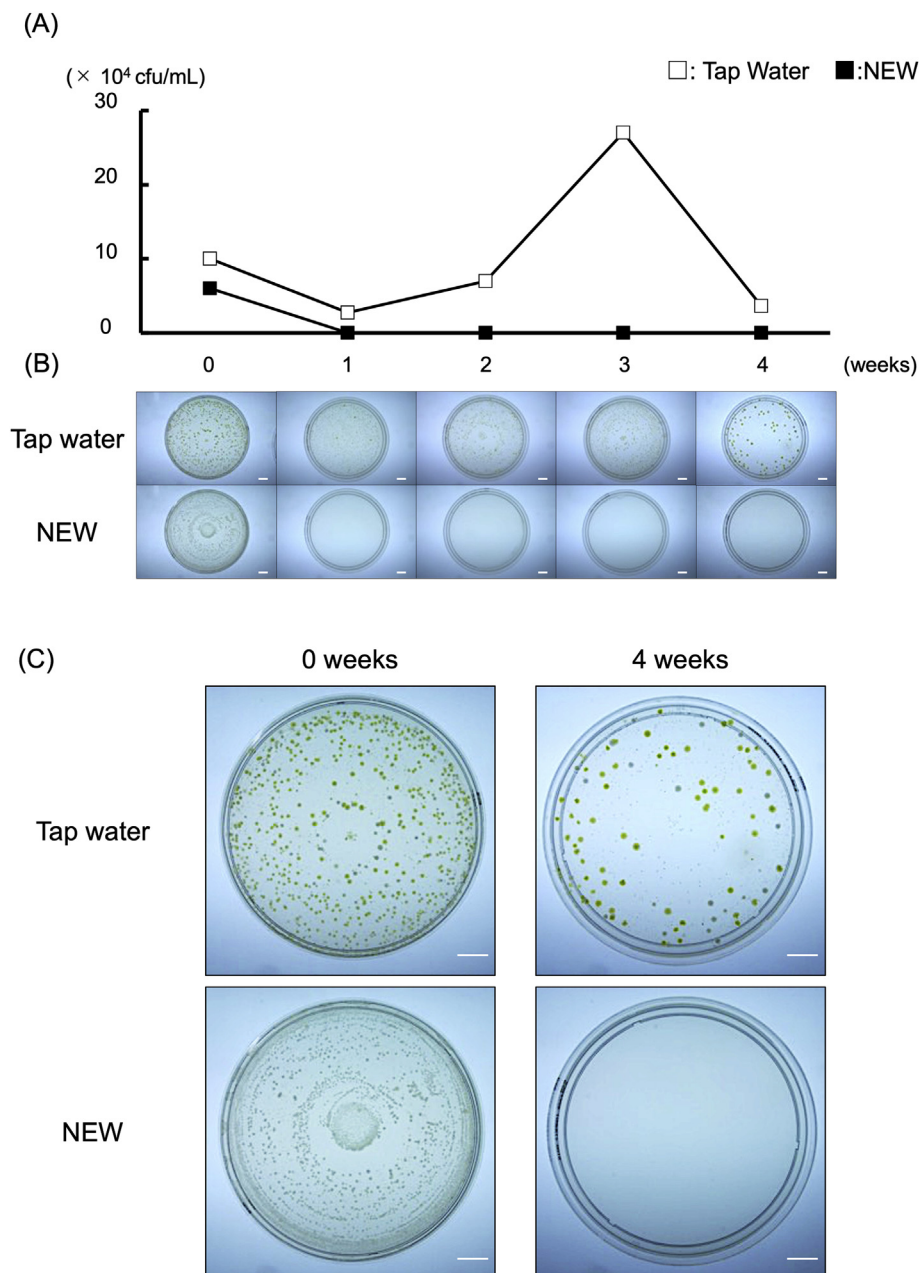 (A)
(× 10⁴ cfu/mL)
□: Tap Water ■:NEW
30
20
10
0
0 1 2 3 4 (weeks)
(B)
Tap water
NEW
(C)
0 weeks 4 weeks
Tap water
NEW